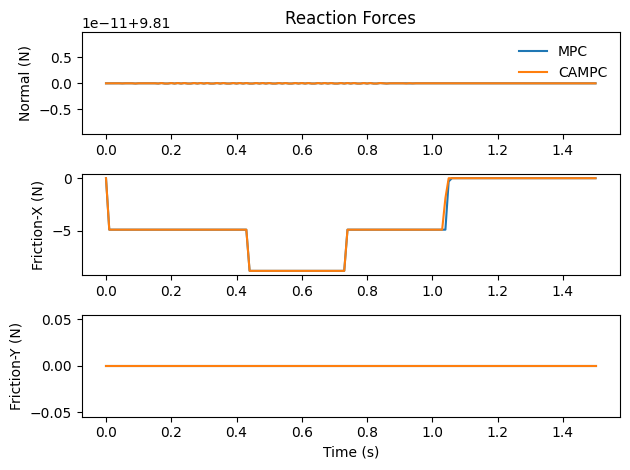 Reaction Forces
1e−11+9.81
Normal (N)
0.5
0.0
−0.5
MPC
CAMPC
0.0 0.2 0.4 0.6 0.8 1.0 1.2 1.4
Friction-X (N)
0
−5
0.0 0.2 0.4 0.6 0.8 1.0 1.2 1.4
Friction-Y (N)
0.05
0.00
−0.05
0.0 0.2 0.4 0.6 0.8 1.0 1.2 1.4
Time (s)